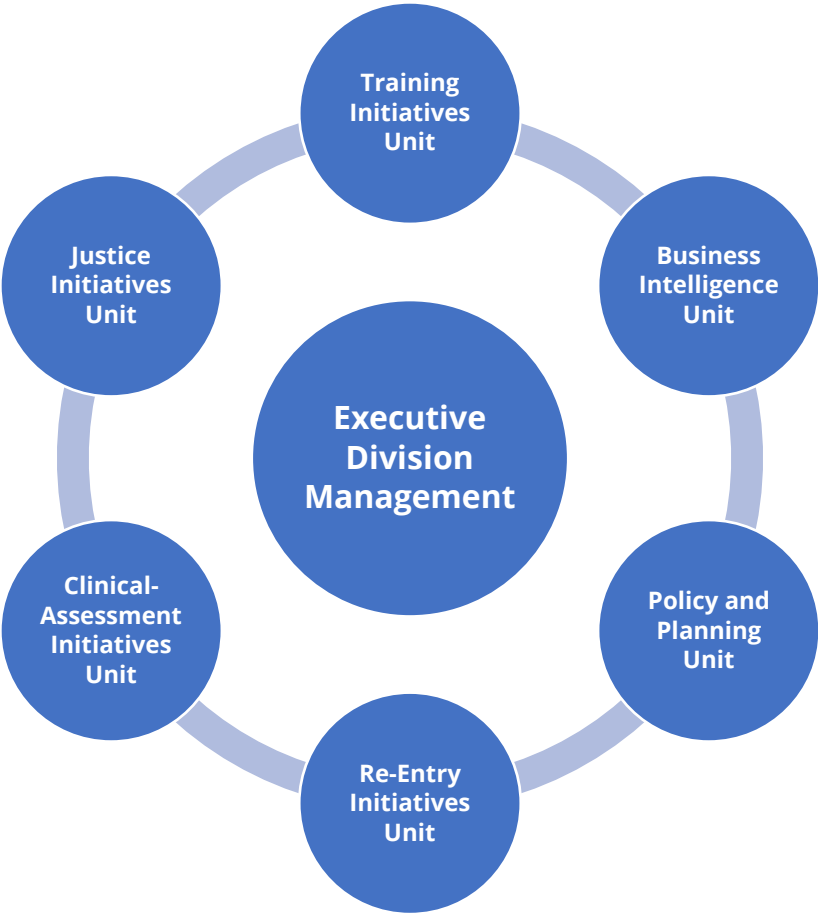 Training
Initiatives
Unit
Business
Intelligence
Unit
Policy and
Planning
Unit
Re-Entry
Initiatives
Unit
Clinical-
Assessment
Initiatives
Unit
Justice
Initiatives
Unit
Executive
Division
Management